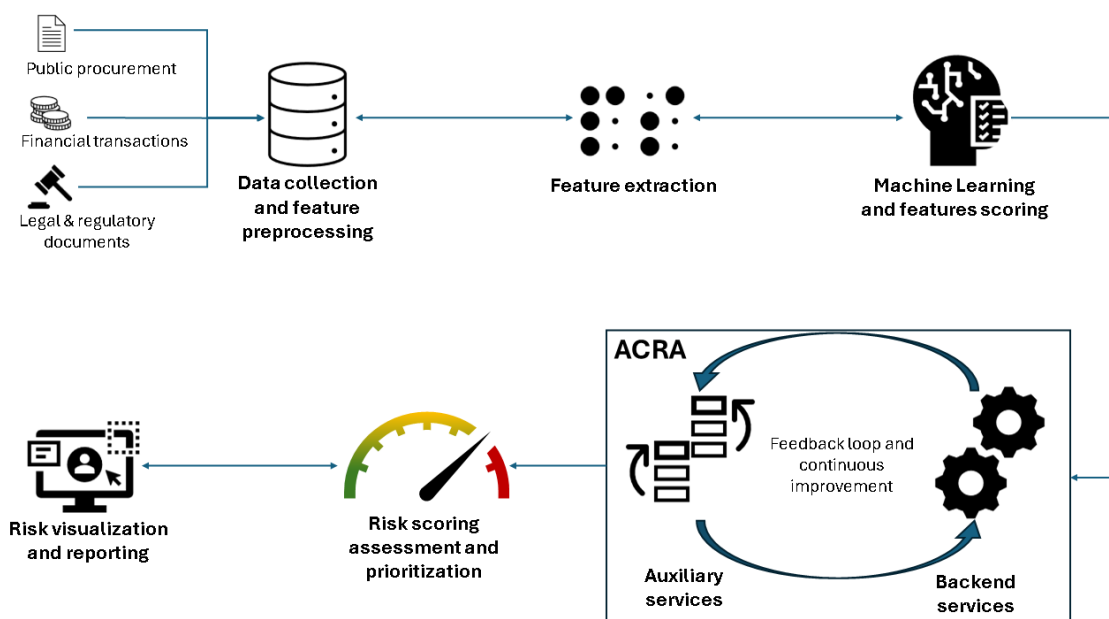 Public procurement
Financial transactions
Legal & regulatory
documents
Data collection
and feature
preprocessing
Feature extraction
Machine Learning
and features scoring
ACRA
Feedback loop and
continuous
improvement
Auxiliary
services
Backend
services
Risk scoring
assessment and
prioritization
Risk visualization
and reporting